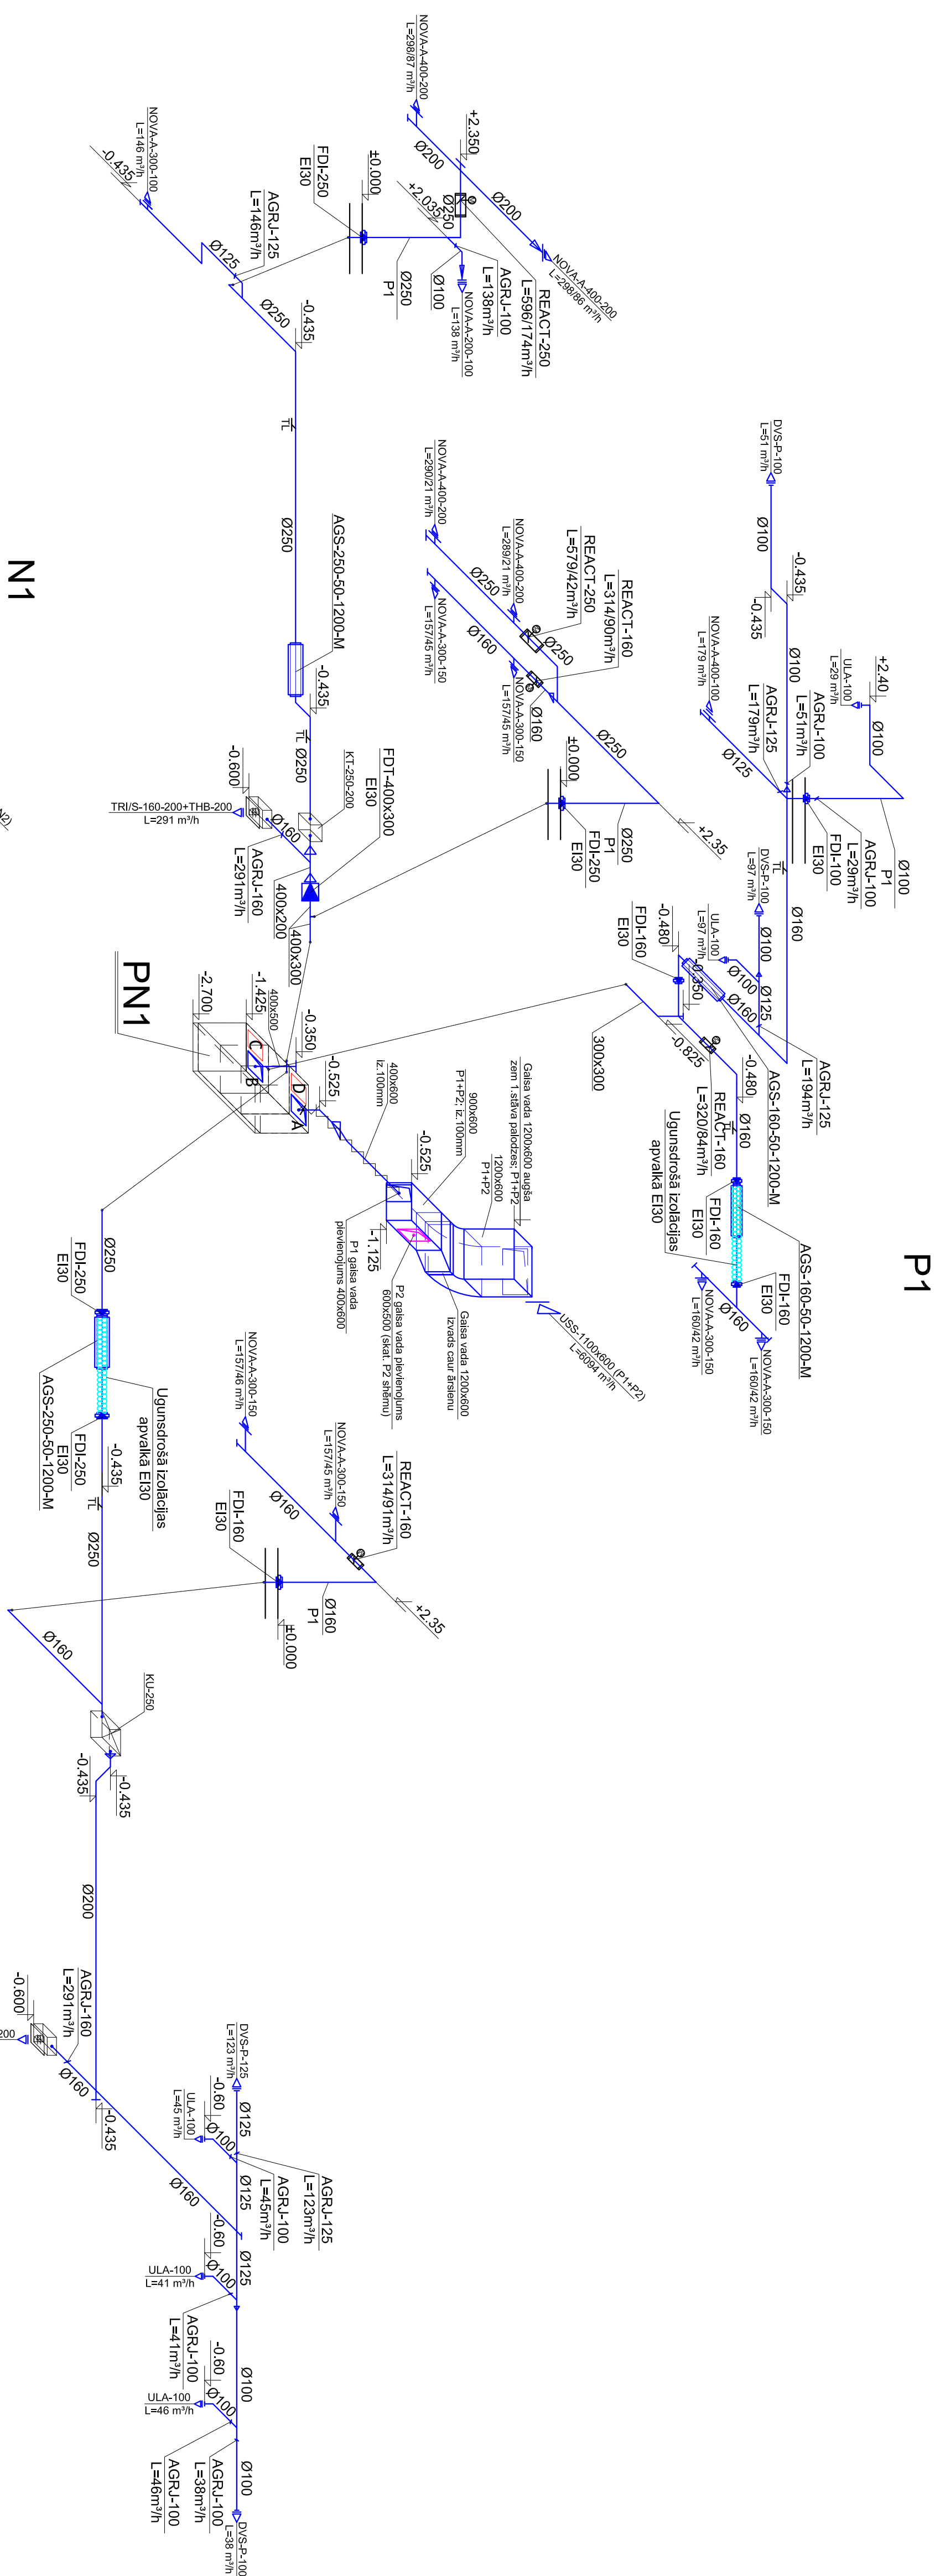 P1
N1
PN1
NOVA-A-400-200
L=298/87 m³/h
+2.350
Ø200
Ø200
NOVA-A-400-200
L=298/86 m³/h
Ø250
+2.035
REACT-250
L=596/174m³/h
AGRJ-100
L=138m³/h
NOVA-A-200-100
L=138 m³/h
Ø100
Ø250
P1
±0.000
FDI-250
EI30
NOVA-A-300-100
L=146 m³/h
-0.435
AGRJ-125
L=146m³/h
Ø125
Ø250
-0.435
TL
Ø250
AGS-250-50-1200-M
-0.435
TL
Ø250
KT-250-200
-0.600
TRI/S-160-200+THB-200
L=291 m³/h
Ø160
AGRJ-160
L=291m³/h
FDT-400x300
EI30
400x200
400x300
NOVA-A-400-200
L=290/21 m³/h
NOVA-A-400-200
L=289/21 m³/h
Ø250
Ø250
REACT-250
L=579/42m³/h
REACT-160
L=314/90m³/h
NOVA-A-300-150
L=157/45 m³/h
Ø160
NOVA-A-300-150
L=157/45 m³/h
Ø160
Ø250
+2.35
±0.000
Ø250
P1
FDI-250
EI30
DVS-P-100
L=51 m³/h
Ø100
-0.435
-0.435
Ø100
ULA-100
L=29 m³/h
+2.40
Ø100
Ø100
P1
NOVA-A-400-100
L=179 m³/h
Ø125
AGRJ-125
L=179m³/h
AGRJ-100
L=51m³/h
AGRJ-100
L=29m³/h
FDI-100
EI30
TL
Ø160
DVS-P-100
L=97 m³/h
Ø100
ULA-100
L=97 m³/h
Ø100
Ø125
Ø160
AGRJ-125
L=194m³/h
AGS-160-50-1200-M
FDI-160
EI30
-0.480
-0.350
-0.825
300x300
REACT-160
L=320/84m³/h
-0.480
Ø160
TL
Ugunsdrošā izolācijas
apvalkā EI30
FDI-160
EI30
AGS-160-50-1200-M
FDI-160
EI30
Ø160
NOVA-A-300-150
L=160/42 m³/h
NOVA-A-300-150
L=160/42 m³/h
-2.700
-1.425
400x500
-0.350
-0.525
A
B
C
D
400x600
iz.100mm
-0.525
900x600
P1+P2; iz.100mm
1200x600
P1+P2
Gaisa vada 1200x600 augša
zem 1.stāva palodzes; P1+P2
-1.125
P1 gaisa vada
pievienojums 400x600
P2 gaisa vada pievienojums
600x500 (skat. P2 shēmu)
Gaisa vada 1200x600
izvads caur ārsienu
USS-1100x600 (P1+P2)
L=6094 m³/h
Ø250
FDI-250
EI30
AGS-250-50-1200-M
Ugunsdrošā izolācijas
apvalkā EI30
FDI-250
EI30
-0.435
TL
Ø250
NOVA-A-300-150
L=157/46 m³/h
NOVA-A-300-150
L=157/45 m³/h
Ø160
REACT-160
L=314/91m³/h
+2.35
Ø160
P1
FDI-160
EI30
±0.000
Ø160
KU-250
-0.435
-0.435
Ø200
-0.600
AGRJ-160
L=291m³/h
Ø160
-0.435
Ø160
DVS-P-125
L=123 m³/h
Ø125
ULA-100
L=45 m³/h
-0.60
Ø100
Ø125
AGRJ-125
L=123m³/h
AGRJ-100
L=45m³/h
Ø125
-0.60
Ø100
ULA-100
L=41 m³/h
AGRJ-100
L=41m³/h
Ø100
-0.60
Ø100
ULA-100
L=46 m³/h
AGRJ-100
L=46m³/h
AGRJ-100
L=38m³/h
Ø100
DVS-P-100
L=38 m³/h
N2)
200